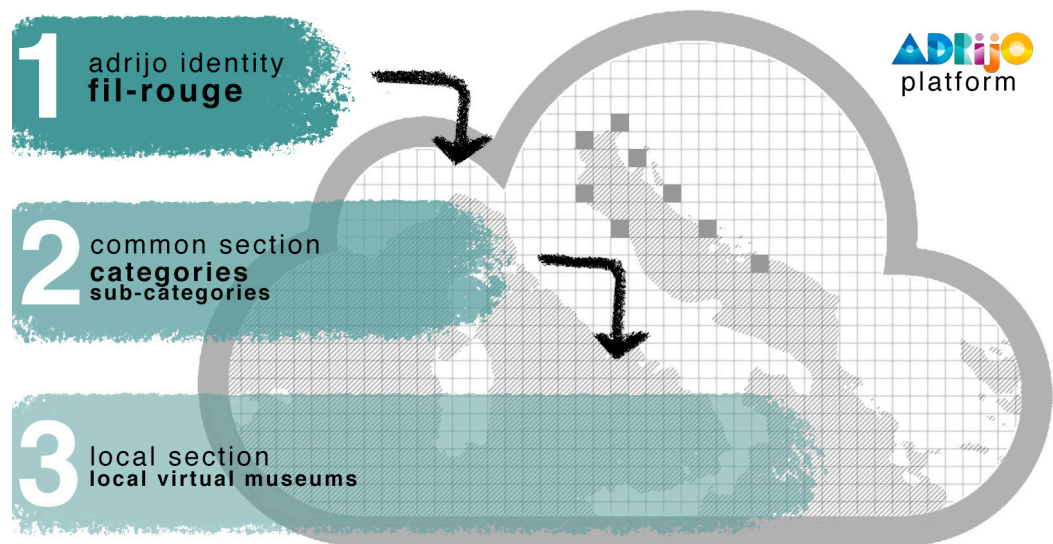 1
adrijo identity
fil-rouge
ADRijO
platform
2
common section
categories
sub-categories
3
local section
local virtual museums